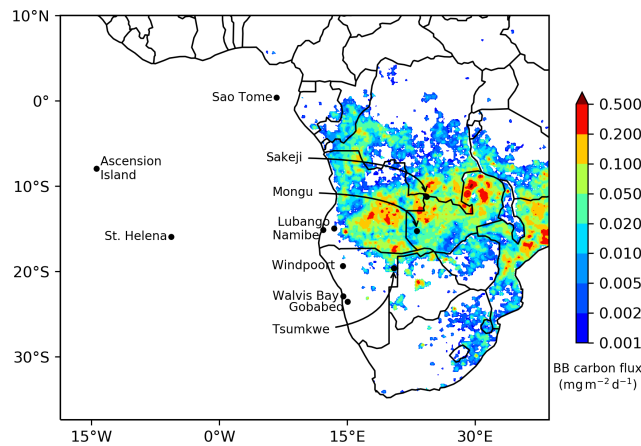 10°N
0°
10°S
20°S
30°S
15°W
0°W
15°E
30°E
Sao Tome
Ascension
Island
St. Helena
Sakeji
Mongu
Lubango
Namibe
Windpoort
Walvis Bay
Gobabeb
Tsumkwe
0.500
0.200
0.100
0.050
0.020
0.010
0.005
0.002
0.001
BB carbon flux
(mg m⁻² d⁻¹)